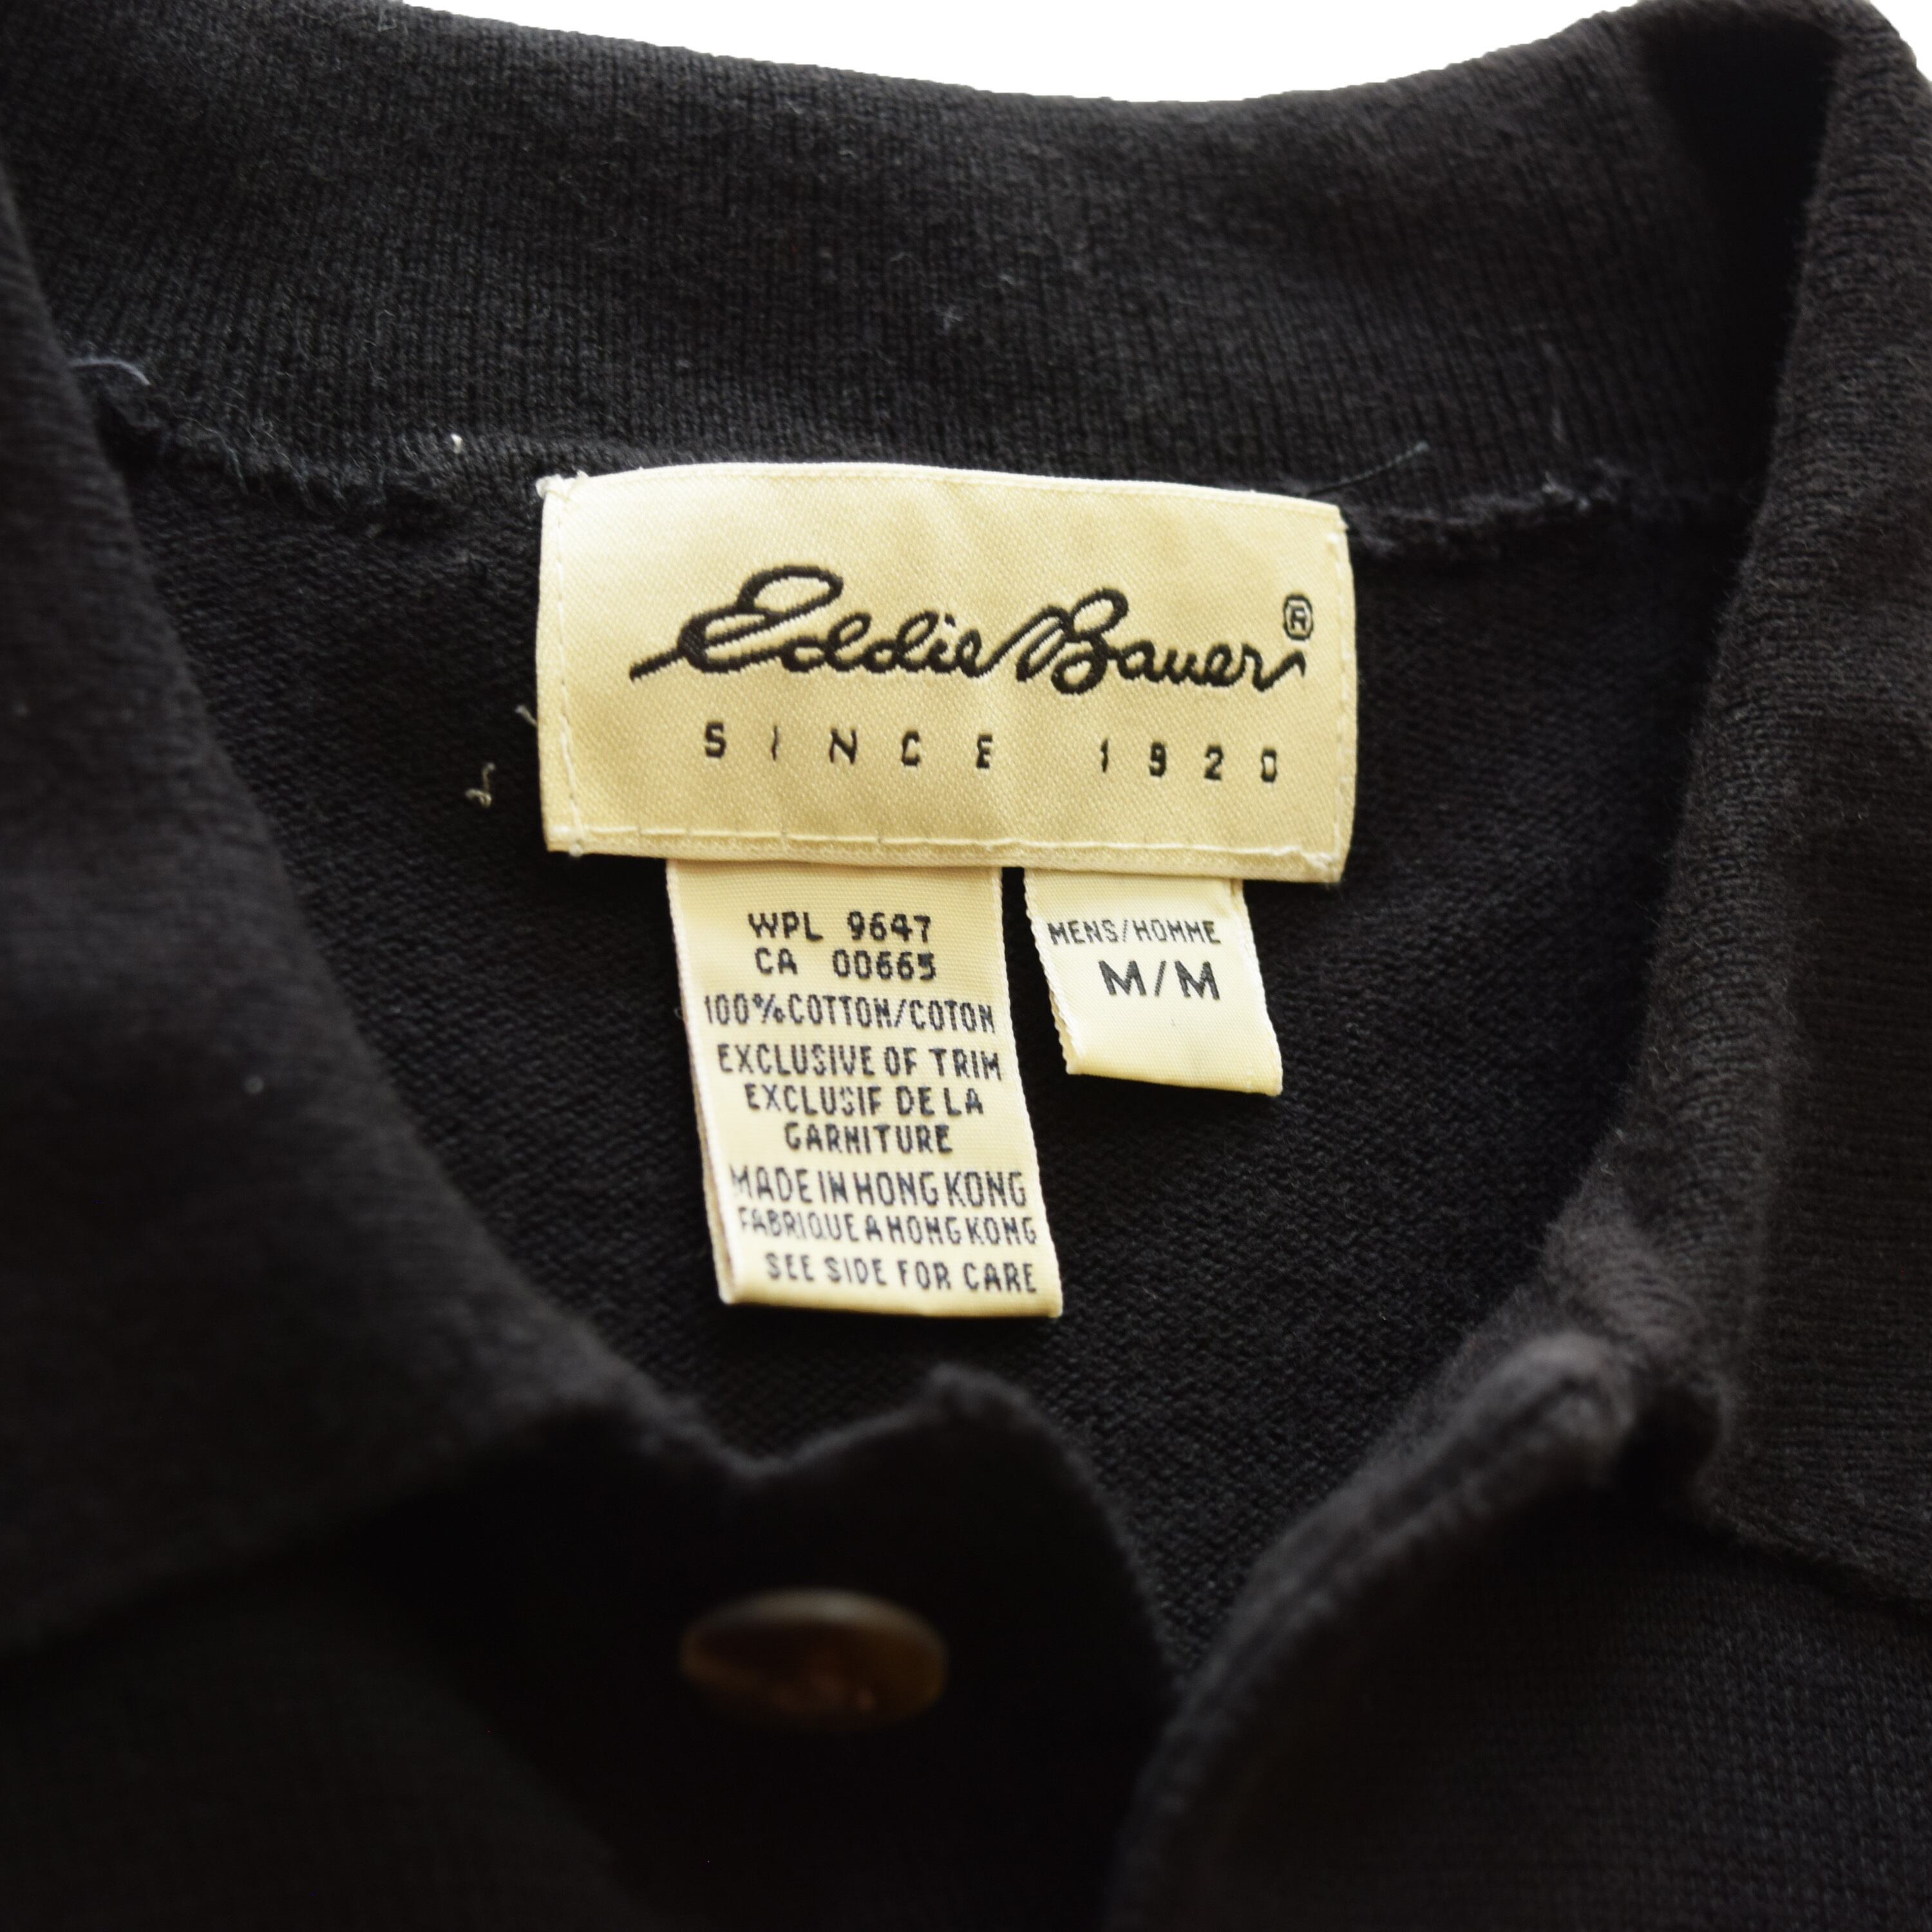 Eddie Bauer®
SINCE 1920
WPL 9647
CA 00665
100% COTTON/COTON
EXCLUSIVE OF TRIM
EXCLUSIF DE LA
GARNITURE
MADE IN HONG KONG
FABRIQUE A HONG KONG
SEE SIDE FOR CARE
MENS/HOMME
M/M